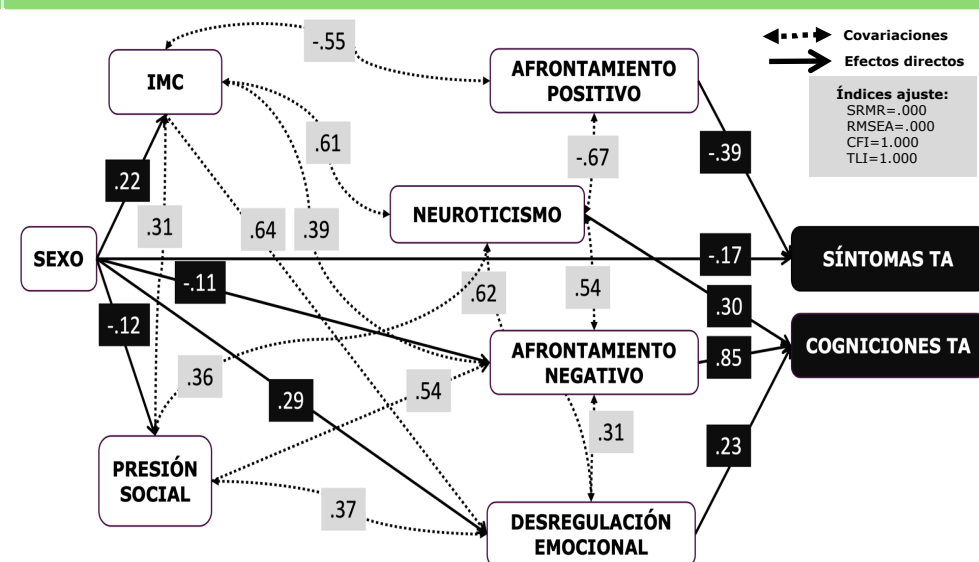 -.55
Covariaciones
Efectos directos
IMC
AFRONTAMIENTO
POSITIVO
Índices ajuste:
SRMR=.000
RMSEA=.000
CFI=1.000
TLI=1.000
.61
-.67
-.39
.22
NEUROTICISMO
.31
.64
.39
SEXO
-.17
SÍNTOMAS TA
-.11
.62
.54
.30
-.12
COGNICIONES TA
AFRONTAMIENTO
NEGATIVO
.85
.36
.54
.29
.31
.23
PRESIÓN
SOCIAL
.37
DESREGULACIÓN
EMOCIONAL